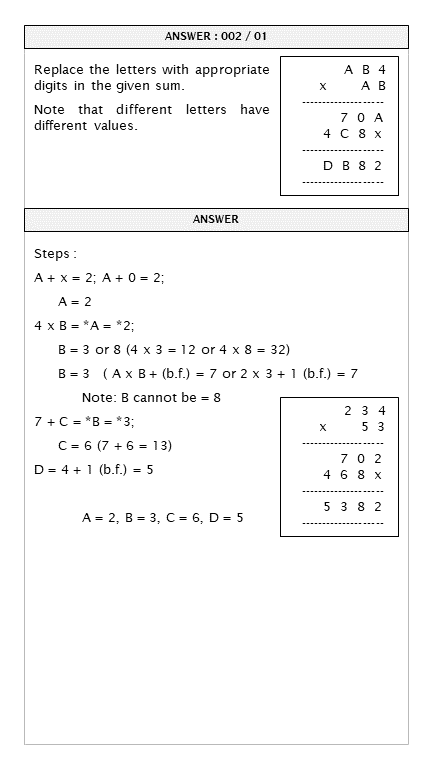 ANSWER : 002 / 01
Replace the letters with appropriate
digits in the given sum.
Note that different letters have
different values.
A B 4
x A B
--------------------
7 0 A
4 C 8 x
--------------------
D B 8 2
--------------------
ANSWER
Steps :
A + x = 2; A + 0 = 2;
A = 2
4 x B = *A = *2;
B = 3 or 8 (4 x 3 = 12 or 4 x 8 = 32)
B = 3 ( A x B + (b.f.) = 7 or 2 x 3 + 1 (b.f.) = 7
Note: B cannot be = 8
7 + C = *B = *3;
C = 6 (7 + 6 = 13)
D = 4 + 1 (b.f.) = 5
A = 2, B = 3, C = 6, D = 5
2 3 4
x 5 3
--------------------
7 0 2
4 6 8 x
--------------------
5 3 8 2
--------------------